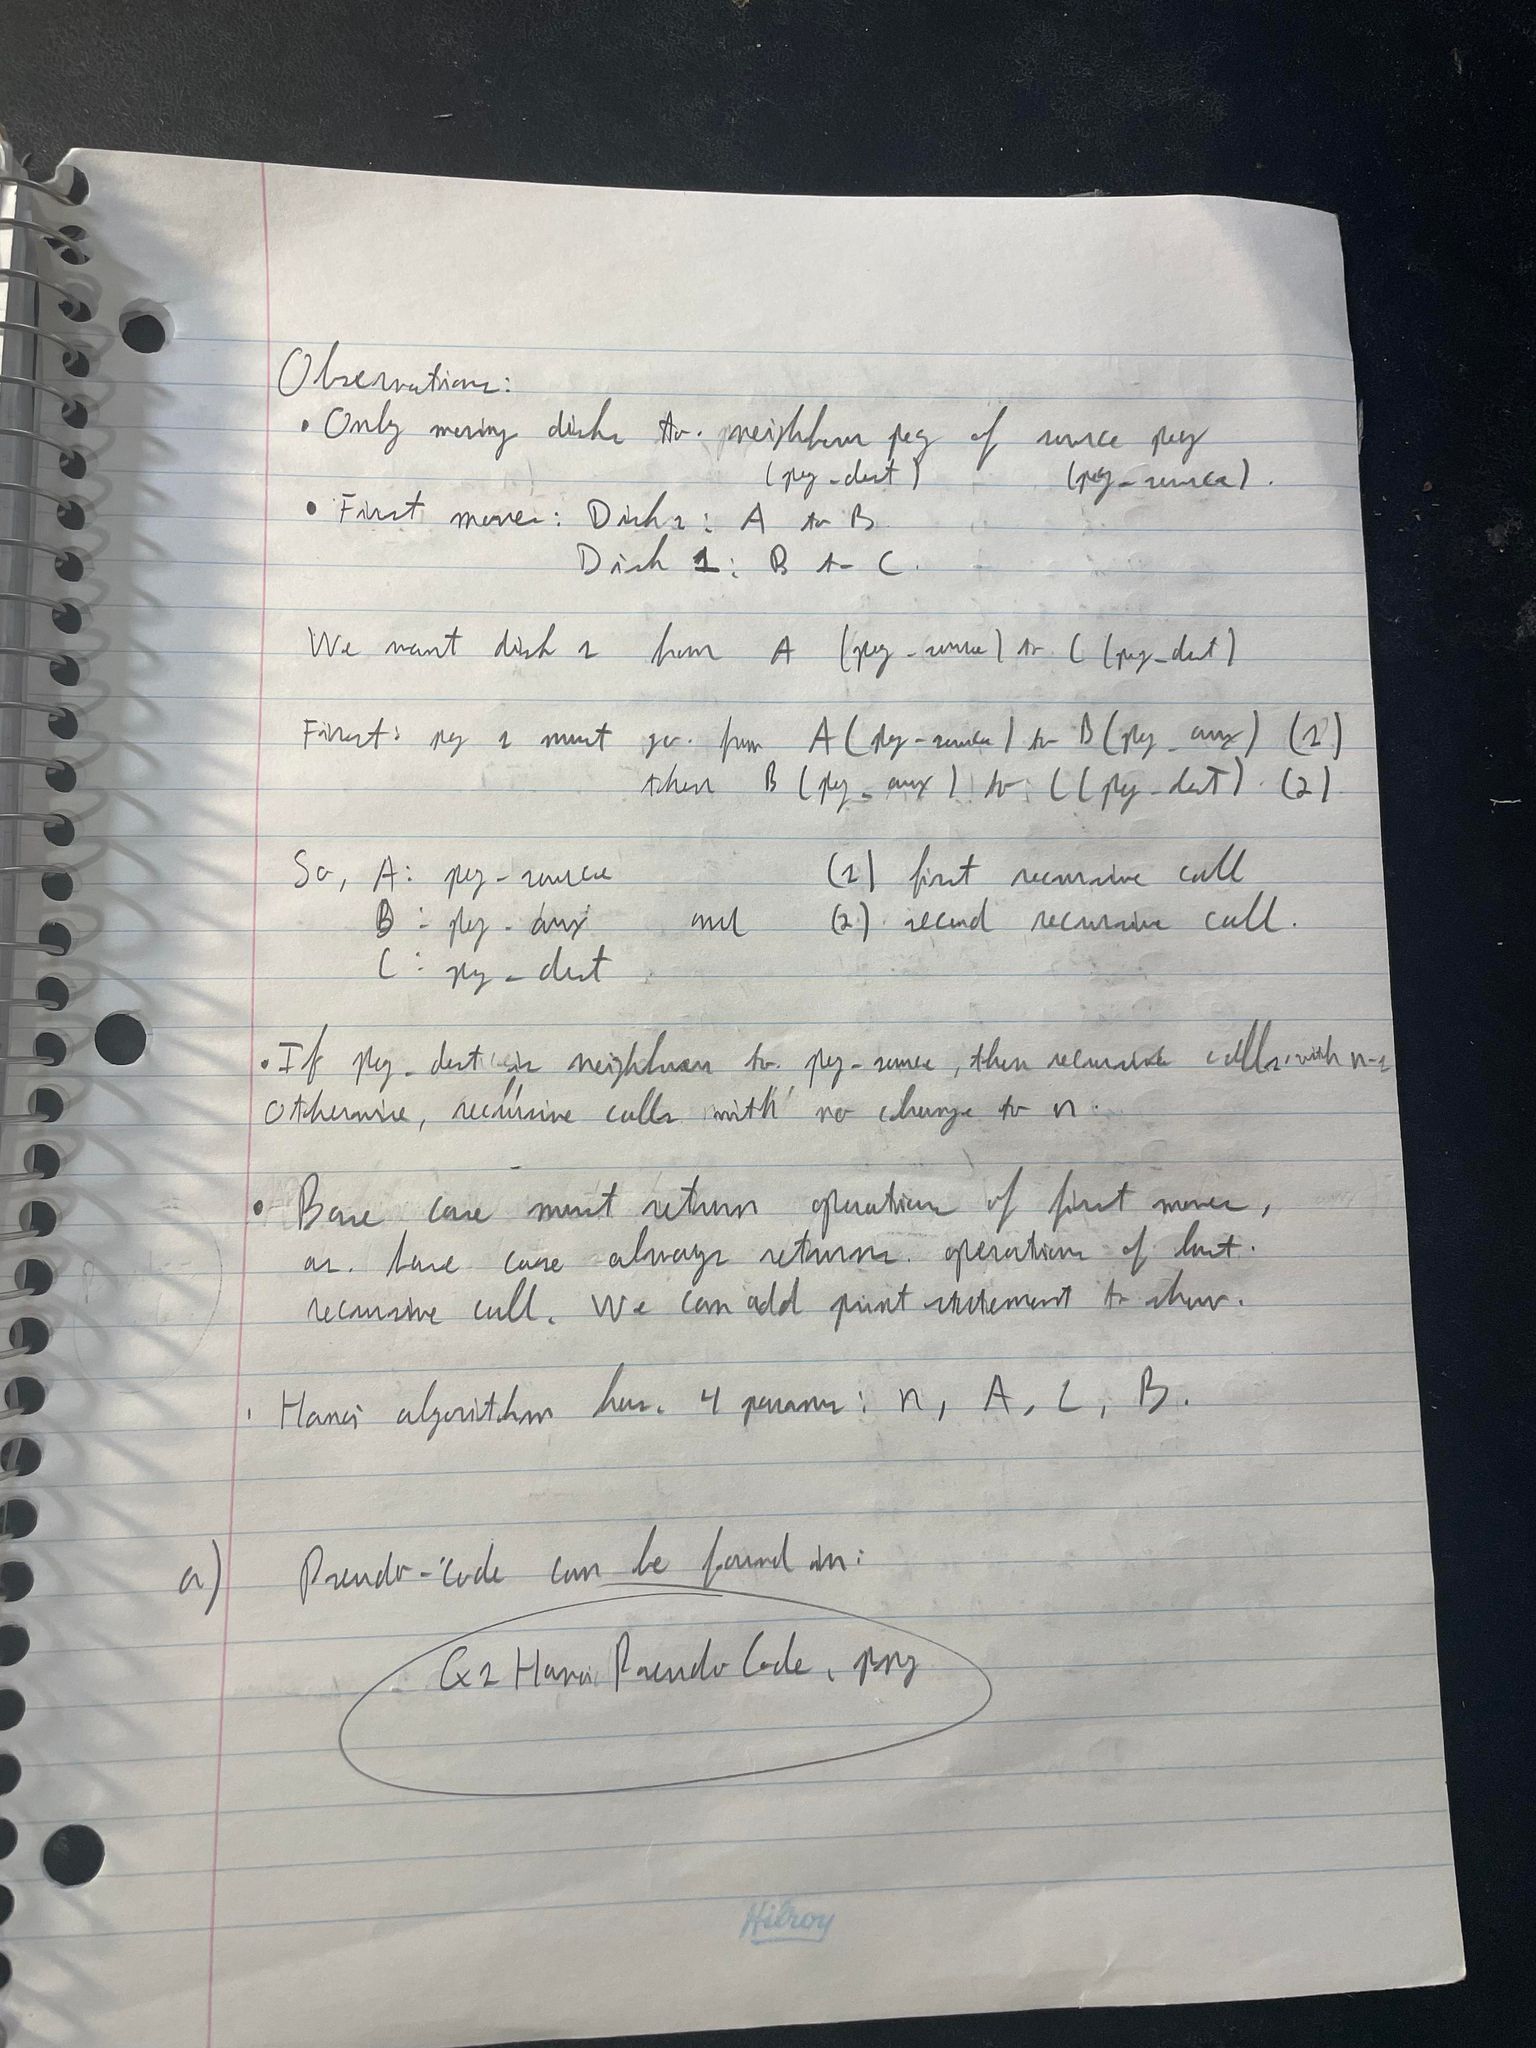 Observations:
• Only moving disks to neighbour peg of source peg
(peg_dest) (peg_source).
• First moves: Disk 1: A to B.
Disk 1: B to C.
We want disk 1 from A (peg_source) to C (peg_dest)
First: peg 1 must go from A (peg_source) to B (peg_aux) (1)
then B (peg_aux) to C (peg_dest). (2)
So, A: peg_source (1) first recursive call
B: peg_aux and (2) second recursive call.
C: peg_dest
• If peg_dest is neighbour to peg_source, then recursive calls with n-1
Otherwise, recursive calls "with" no change to n.
• Base case must return operation of first moves,
as base case always returns operation of last
recursive call. We can add print statement to show.
• Hanoi algorithm has 4 params: n, A, C, B.
a) Pseudo-code can be found in:
Q2 Hanoi Pseudo Code.png
Hilroy